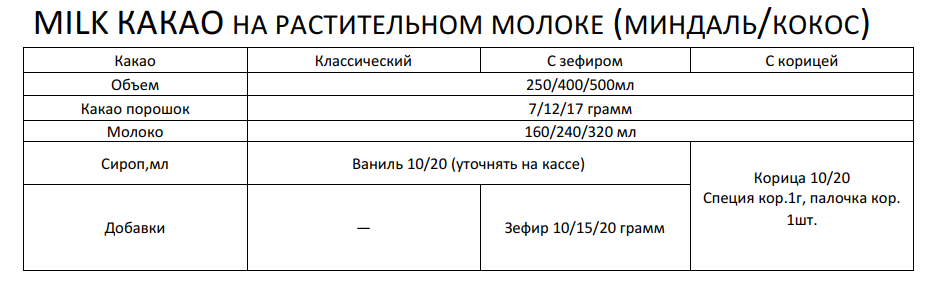 MILK КАКАО НА РАСТИТЕЛЬНОМ МОЛОКЕ (МИНДАЛЬ/КОКОС)
Какао Классический С зефиром С корицей
Объем 250/400/500мл
Какао порошок 7/12/17 грамм
Молоко 160/240/320 мл
Сироп,мл Ваниль 10/20 (уточнять на кассе)
Корица 10/20
Специя кор.1г, палочка кор.
1шт.
Добавки — Зефир 10/15/20 грамм